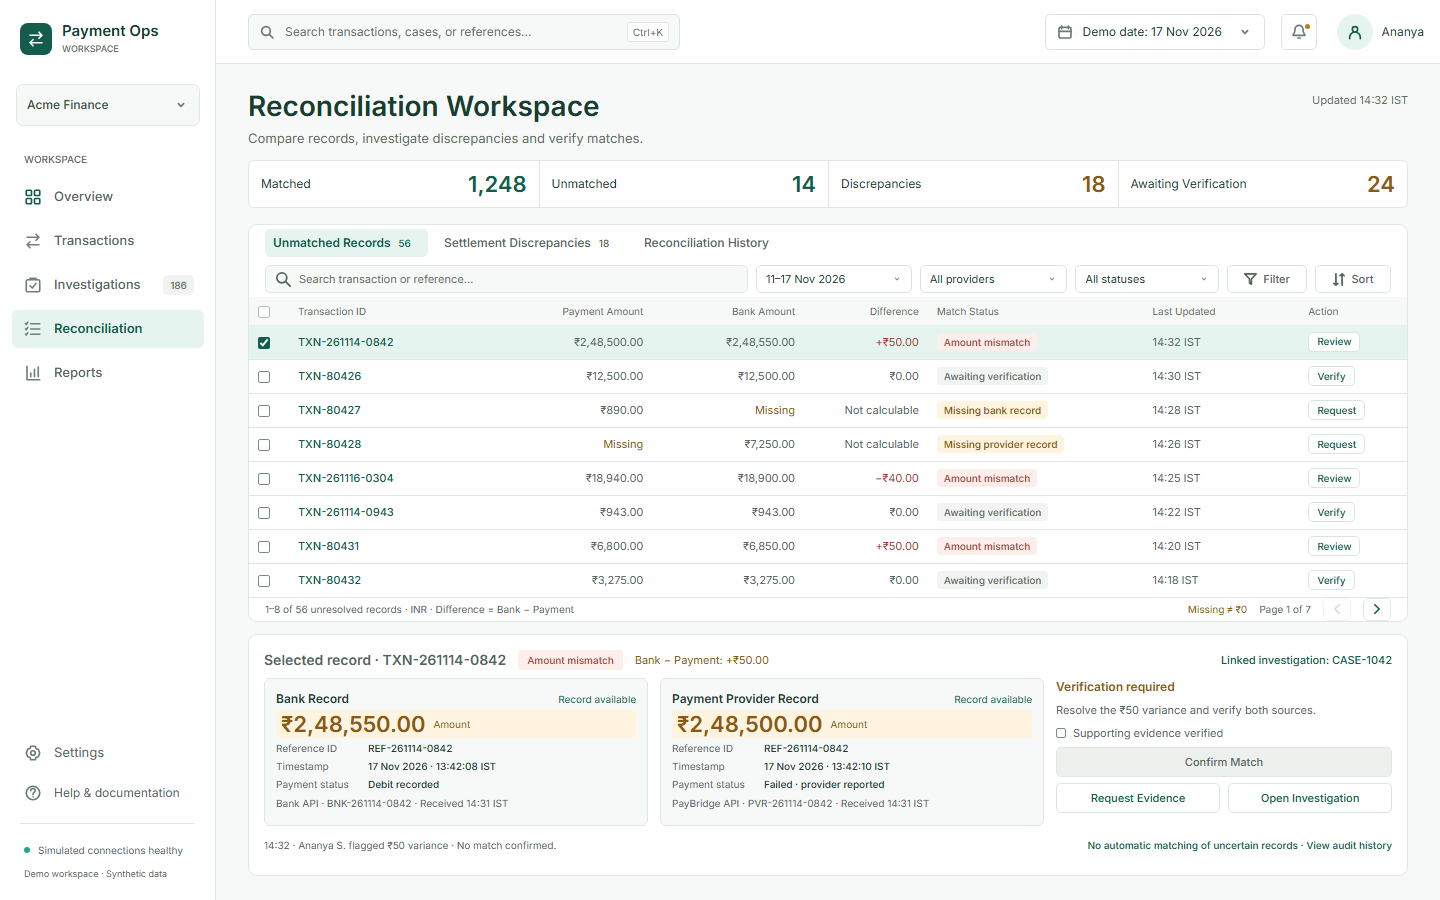 Payment Ops
WORKSPACE
Search transactions, cases, or references...
Ctrl+K
Demo date: 17 Nov 2026
Ananya
Acme Finance
WORKSPACE
Overview
Transactions
Investigations 186
Reconciliation
Reports
Settings
Help & documentation
Simulated connections healthy
Demo workspace · Synthetic data
Reconciliation Workspace
Updated 14:32 IST
Compare records, investigate discrepancies and verify matches.
Matched 1,248 Unmatched 14 Discrepancies 18 Awaiting Verification 24
Unmatched Records 56 Settlement Discrepancies 18 Reconciliation History
Search transaction or reference... 11–17 Nov 2026 All providers All statuses Filter Sort
Transaction ID Payment Amount Bank Amount Difference Match Status Last Updated Action
TXN-261114-0842 ₹2,48,500.00 ₹2,48,550.00 +₹50.00 Amount mismatch 14:32 IST Review
TXN-80426 ₹12,500.00 ₹12,500.00 ₹0.00 Awaiting verification 14:30 IST Verify
TXN-80427 ₹890.00 Missing Not calculable Missing bank record 14:28 IST Request
TXN-80428 Missing ₹7,250.00 Not calculable Missing provider record 14:26 IST Request
TXN-261116-0304 ₹18,940.00 ₹18,900.00 −₹40.00 Amount mismatch 14:25 IST Review
TXN-261114-0943 ₹943.00 ₹943.00 ₹0.00 Awaiting verification 14:22 IST Verify
TXN-80431 ₹6,800.00 ₹6,850.00 +₹50.00 Amount mismatch 14:20 IST Review
TXN-80432 ₹3,275.00 ₹3,275.00 ₹0.00 Awaiting verification 14:18 IST Verify
1–8 of 56 unresolved records · INR · Difference = Bank − Payment Missing ≠ ₹0 Page 1 of 7
Selected record · TXN-261114-0842 Amount mismatch Bank − Payment: +₹50.00 Linked investigation: CASE-1042
Bank Record Record available
₹2,48,550.00 Amount
Reference ID REF-261114-0842
Timestamp 17 Nov 2026 · 13:42:08 IST
Payment status Debit recorded
Bank API · BNK-261114-0842 · Received 14:31 IST
Payment Provider Record Record available
₹2,48,500.00 Amount
Reference ID REF-261114-0842
Timestamp 17 Nov 2026 · 13:42:10 IST
Payment status Failed · provider reported
PayBridge API · PVR-261114-0842 · Received 14:31 IST
Verification required
Resolve the ₹50 variance and verify both sources.
Supporting evidence verified
Confirm Match
Request Evidence Open Investigation
14:32 · Ananya S. flagged ₹50 variance · No match confirmed.
No automatic matching of uncertain records · View audit history